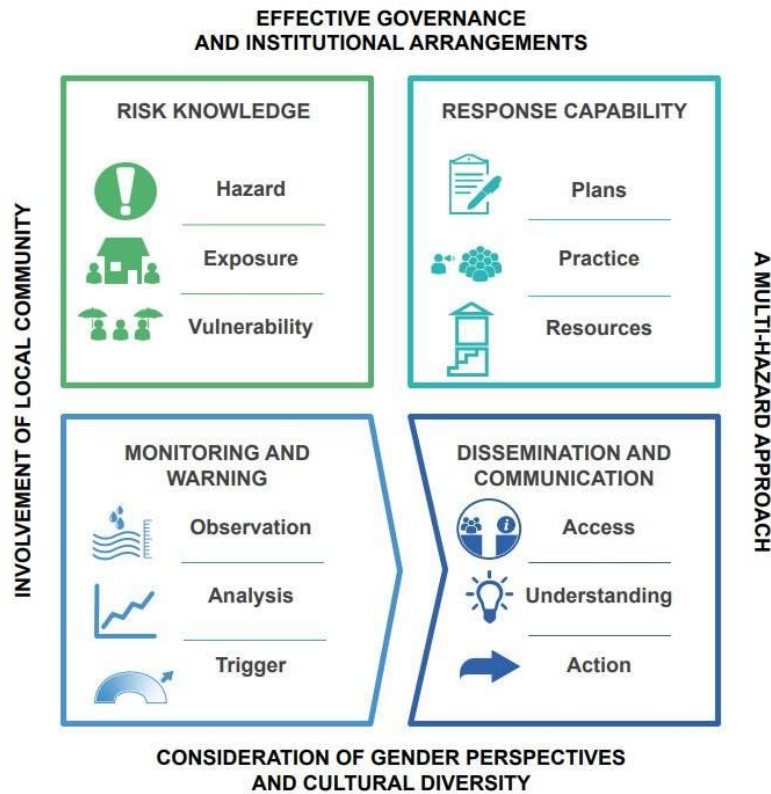 EFFECTIVE GOVERNANCE
AND INSTITUTIONAL ARRANGEMENTS
INVOLVEMENT OF LOCAL COMMUNITY
RISK KNOWLEDGE
Hazard
Exposure
Vulnerability
RESPONSE CAPABILITY
Plans
Practice
Resources
A MULTI-HAZARD APPROACH
MONITORING AND
WARNING
Observation
Analysis
Trigger
DISSEMINATION AND
COMMUNICATION
Access
Understanding
Action
CONSIDERATION OF GENDER PERSPECTIVES
AND CULTURAL DIVERSITY